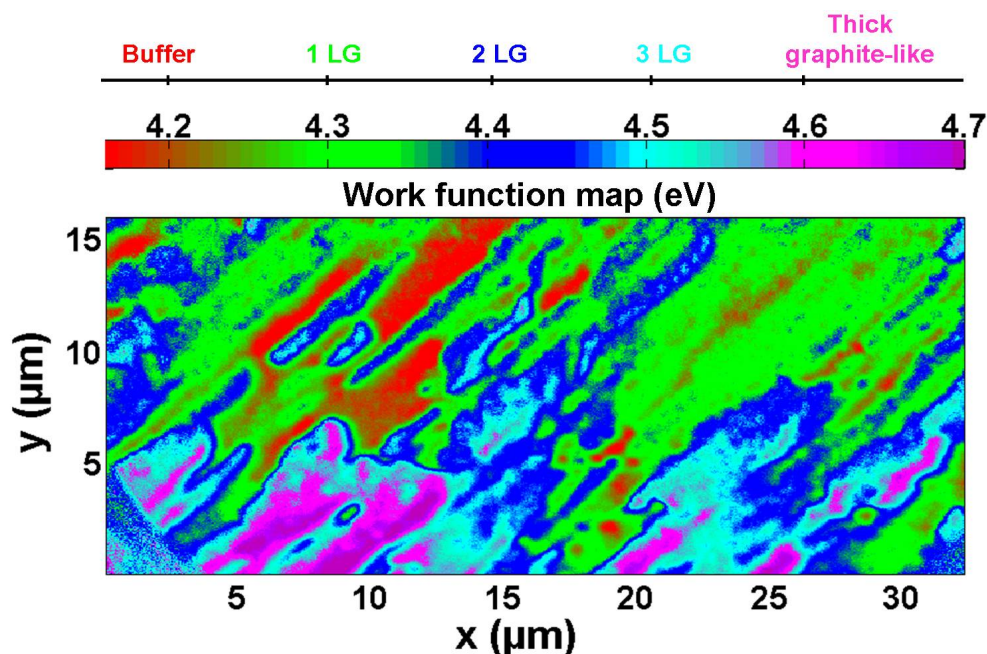 Thick
Buffer 1 LG 2 LG 3 LG graphite-like
4.2 4.3 4.4 4.5 4.6 4.7
Work function map (eV)
15
10
5
y (µm)
5 10 15 20 25 30
x (µm)